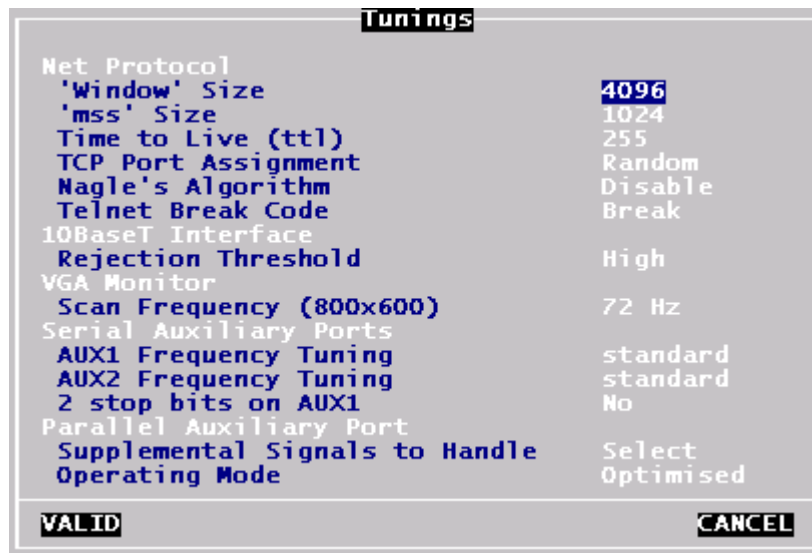 Tunings
Net Protocol
'Window' Size 4096
'mss' Size 1024
Time to Live (ttl) 255
TCP Port Assignment Random
Nagle's Algorithm Disable
Telnet Break Code Break
10BaseT Interface
Rejection Threshold High
VGA Monitor
Scan Frequency (800x600) 72 Hz
Serial Auxiliary Ports
AUX1 Frequency Tuning standard
AUX2 Frequency Tuning standard
2 stop bits on AUX1 No
Parallel Auxiliary Port
Supplemental Signals to Handle Select
Operating Mode Optimised
VALID CANCEL